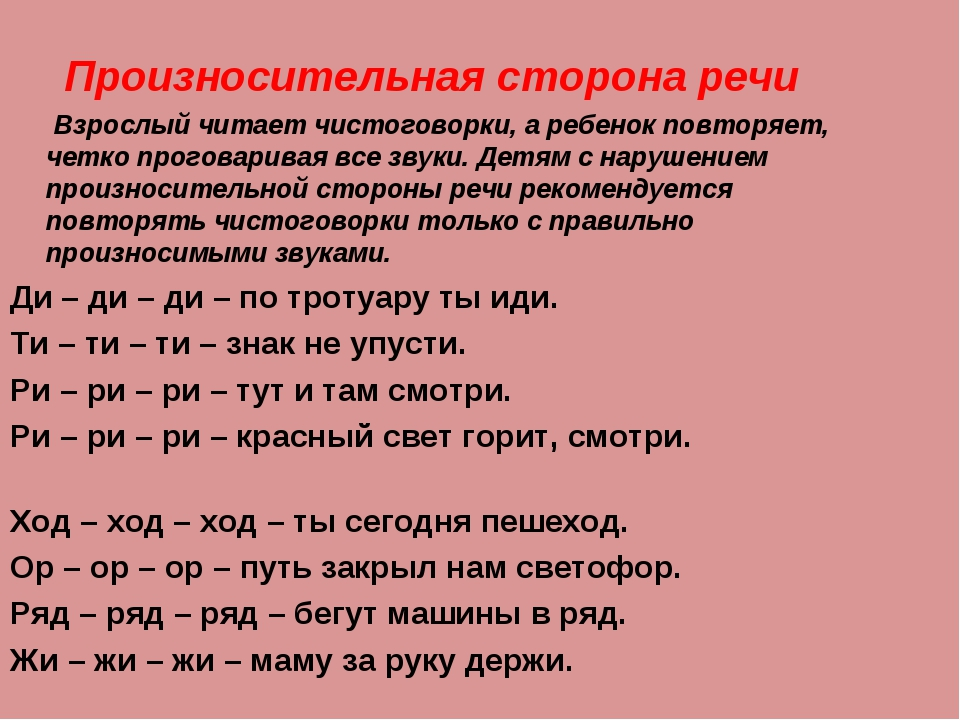 Произносительная сторона речи
Взрослый читает чистоговорки, а ребенок повторяет,
четко проговаривая все звуки. Детям с нарушением
произносительной стороны речи рекомендуется
повторять чистоговорки только с правильно
произносимыми звуками.
Ди – ди – ди – по тротуару ты иди.
Ти – ти – ти – знак не упусти.
Ри – ри – ри – тут и там смотри.
Ри – ри – ри – красный свет горит, смотри.
Ход – ход – ход – ты сегодня пешеход.
Ор – ор – ор – путь закрыл нам светофор.
Ряд – ряд – ряд – бегут машины в ряд.
Жи – жи – жи – маму за руку держи.